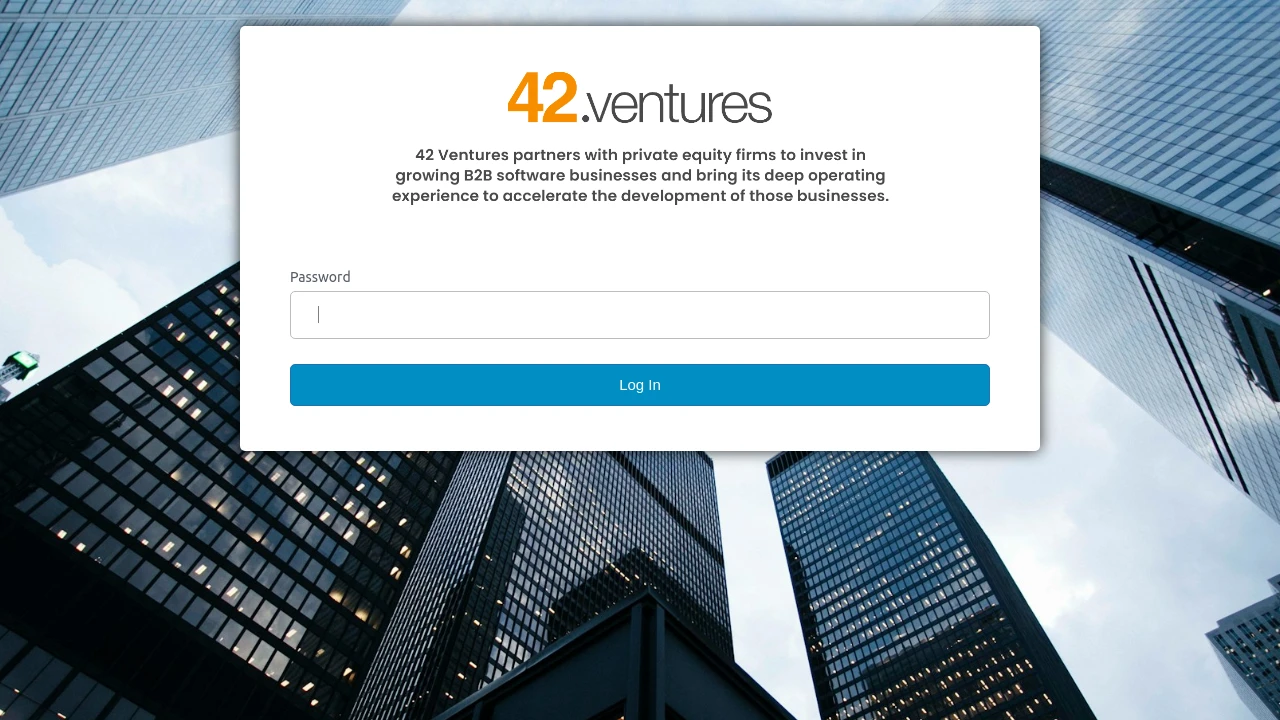 42.ventures
42 Ventures partners with private equity firms to invest in
growing B2B software businesses and bring its deep operating
experience to accelerate the development of those businesses.
Password
Log In